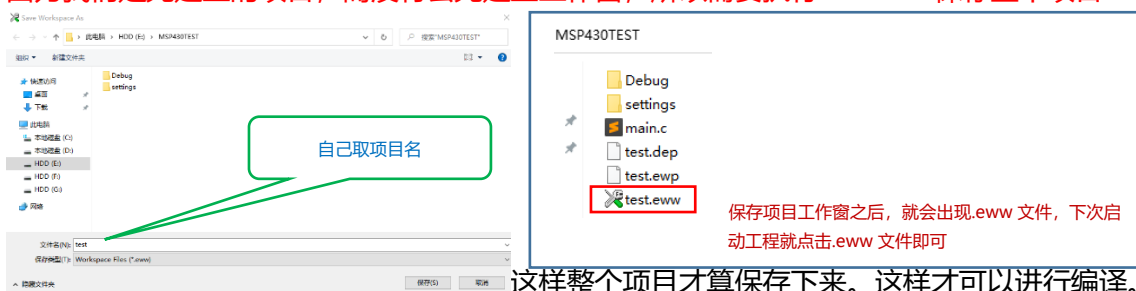 Save Workspace As
此电脑 > HDD (E:) > MSP430TEST
搜索"MSP430TEST"
组织 新建文件夹
快速访问
桌面
下载
此电脑
本地磁盘 (C:)
本地磁盘 (D:)
HDD (E:)
HDD (F:)
HDD (G:)
网络
Debug
settings
自己取项目名
文件名(N): test
保存类型(T): Workspace Files (*.eww)
隐藏文件夹
保存(S) 取消
MSP430TEST
Debug
settings
main.c
test.dep
test.ewp
test.eww
保存项目工作窗之后，就会出现.eww 文件，下次启
动工程就点击.eww 文件即可
这样整个项目才算保存下来。这样才可以进行编译。